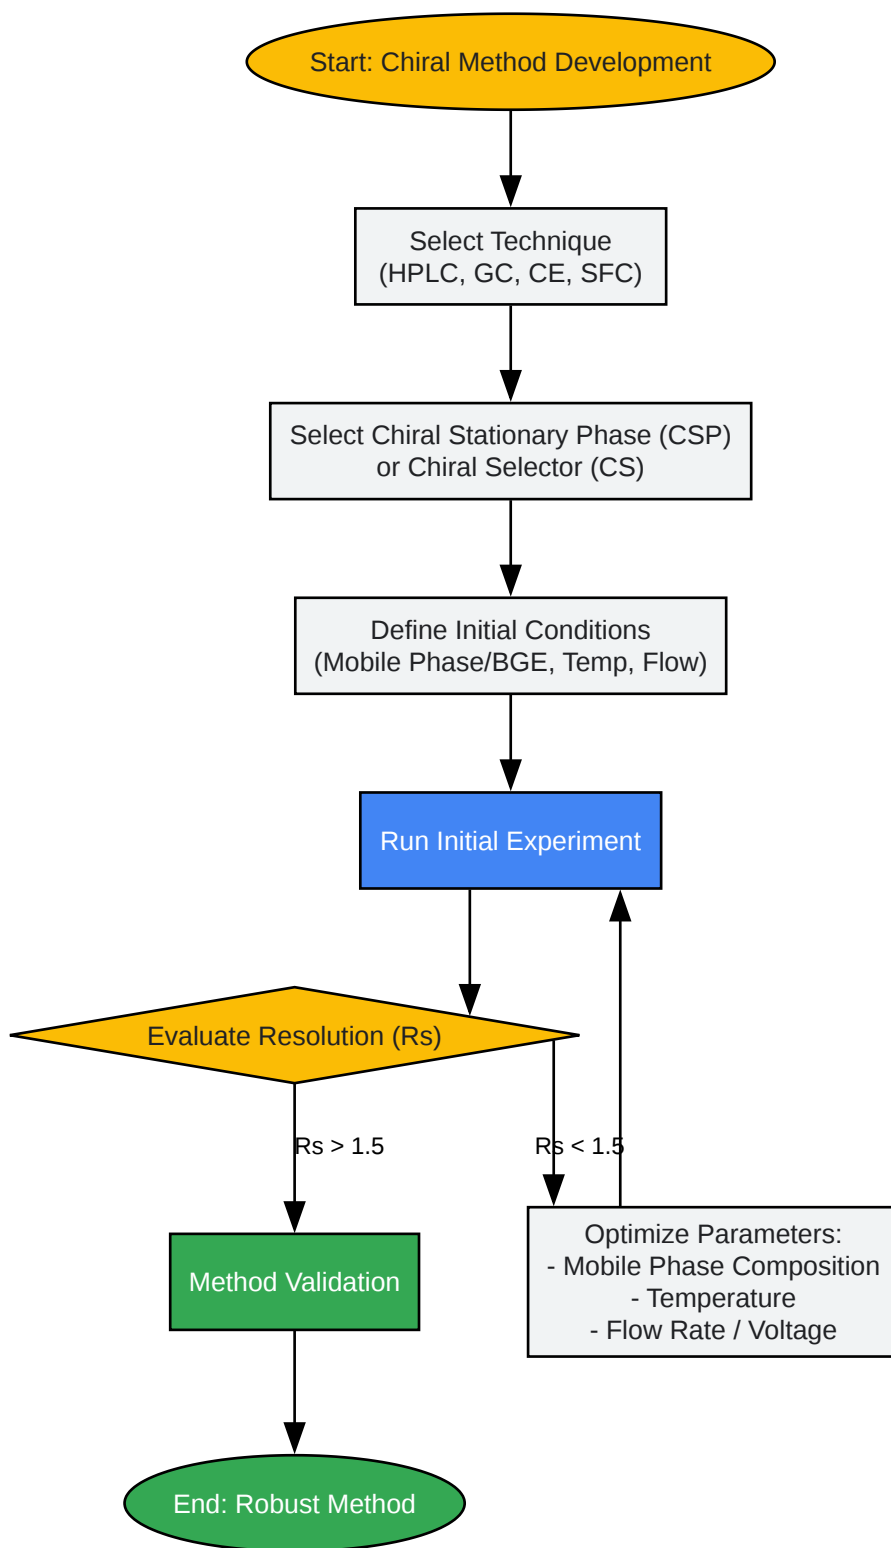 Start: Chiral Method Development
Select Technique
(HPLC, GC, CE, SFC)
Select Chiral Stationary Phase (CSP)
or Chiral Selector (CS)
Define Initial Conditions
(Mobile Phase/BGE, Temp, Flow)
Run Initial Experiment
Evaluate Resolution (Rs)
Rs > 1.5
Rs < 1.5
Optimize Parameters:
- Mobile Phase Composition
- Temperature
- Flow Rate / Voltage
Method Validation
End: Robust Method